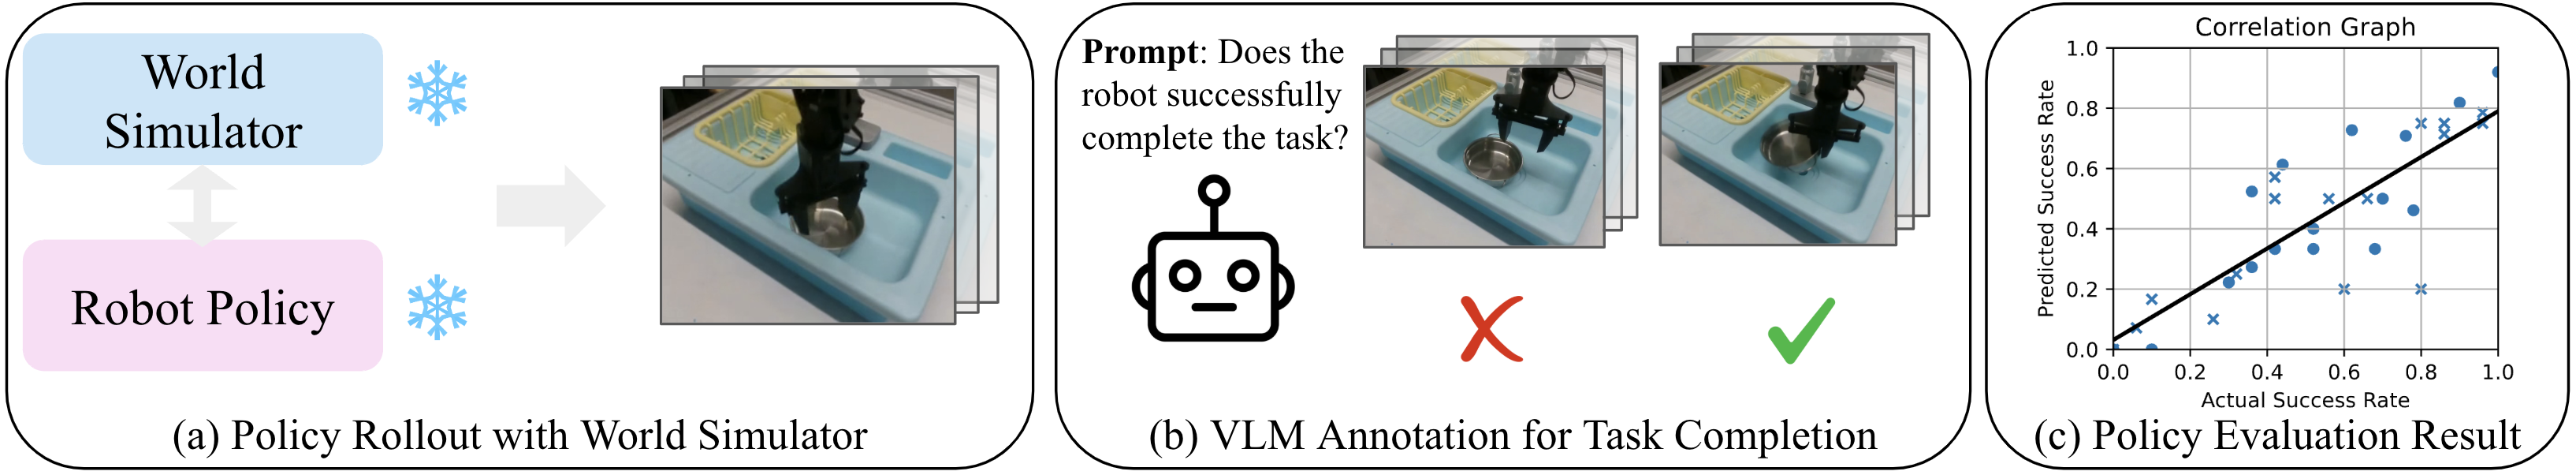 World
Simulator
Robot Policy
(a) Policy Rollout with World Simulator
Prompt: Does the
robot successfully
complete the task?
(b) VLM Annotation for Task Completion
Correlation Graph
Predicted Success Rate
1.0
0.8
0.6
0.4
0.2
0.0
0.0 0.2 0.4 0.6 0.8 1.0
Actual Success Rate
(c) Policy Evaluation Result